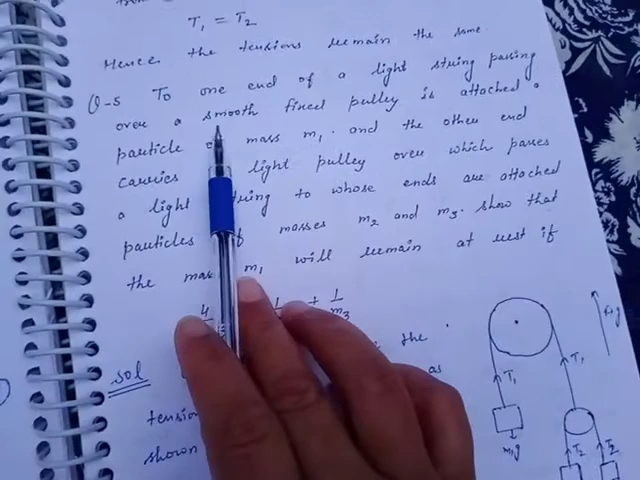 T₁ = T₂
Hence the tensions remain the same
Q-5 To one end of a light string passing
over a smooth fixed pulley is attached a
particle of mass m₁. and the other end
carries light pulley over which passes
a light string to whose ends are attached
particles of masses m₂ and m₃. show that
the mass m₁ will remain at rest if
4 1 + 1
m₃
sol the
tension as
shown
T₁
T₁
m₁g
T₂
T₂